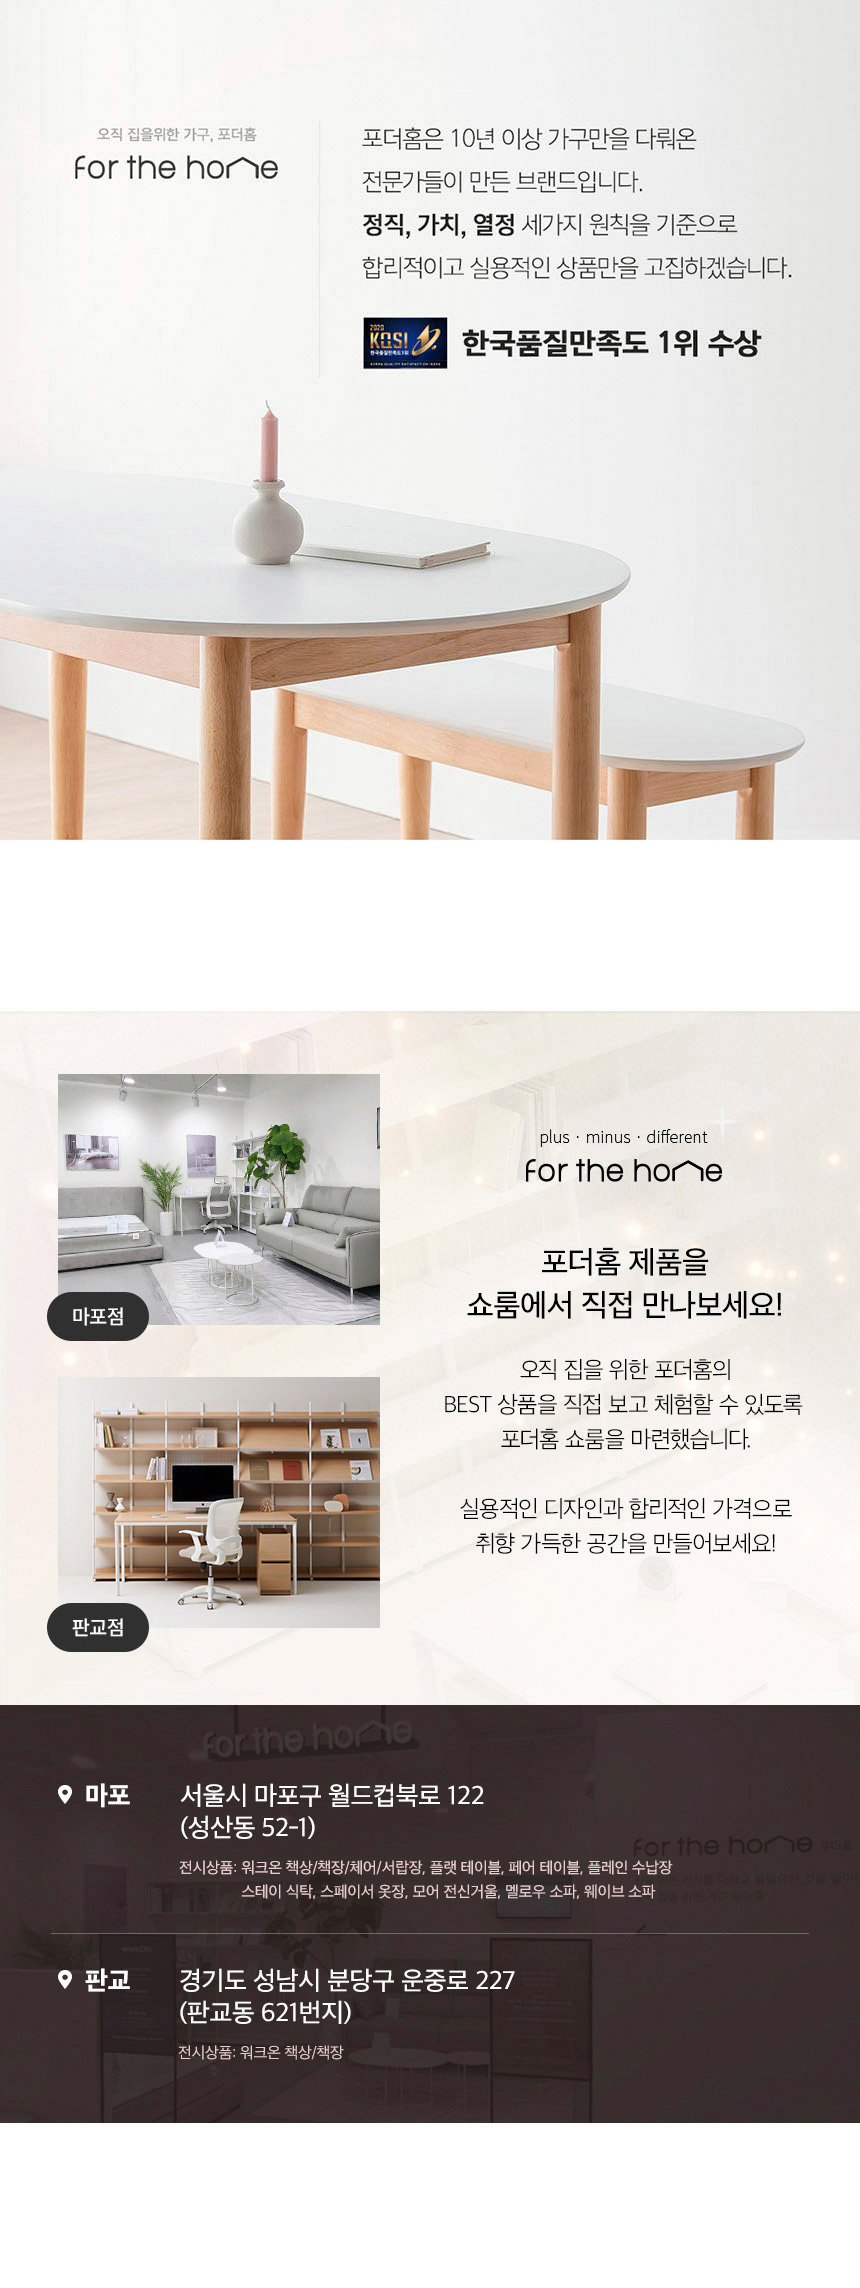 오직 집을위한 가구, 포더홈
for the home
포더홈은 10년 이상 가구만을 다뤄온
전문가들이 만든 브랜드입니다.
정직, 가치, 열정 세가지 원칙을 기준으로
합리적이고 실용적인 상품만을 고집하겠습니다.
2020
KQSI
한국품질만족도1위
KOREA QUALITY SATISFACTION INDEX
한국품질만족도 1위 수상
plus · minus · different
for the home
포더홈 제품을
쇼룸에서 직접 만나보세요!
마포점
오직 집을 위한 포더홈의
BEST 상품을 직접 보고 체험할 수 있도록
포더홈 쇼룸을 마련했습니다.
실용적인 디자인과 합리적인 가격으로
취향 가득한 공간을 만들어보세요!
판교점
for the home
마포
서울시 마포구 월드컵북로 122
(성산동 52-1)
for the home
전시상품: 워크온 책상/책장/체어/서랍장, 플랫 테이블, 페어 테이블, 플레인 수납장
스테이 식탁, 스페이서 옷장, 모어 전신거울, 멜로우 소파, 웨이브 소파
판교
경기도 성남시 분당구 운중로 227
(판교동 621번지)
전시상품: 워크온 책상/책장